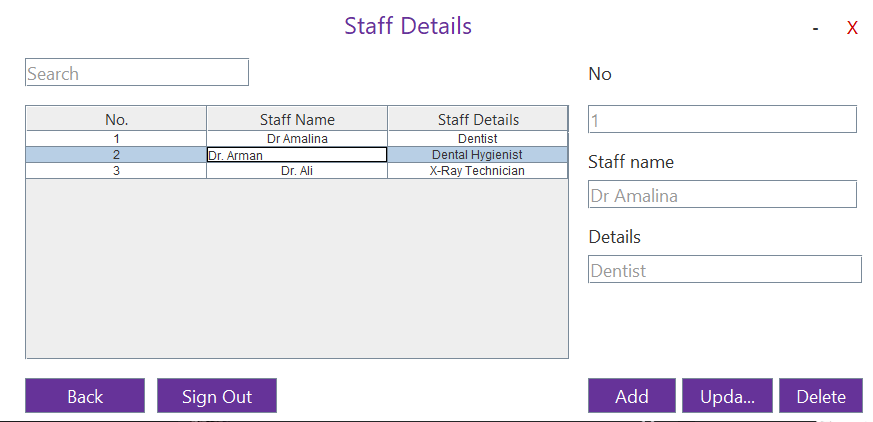 Staff Details
- X
Search
No. Staff Name Staff Details
1 Dr Amalina Dentist
2 Dr. Arman Dental Hygienist
3 Dr. Ali X-Ray Technician
No
1
Staff name
Dr Amalina
Details
Dentist
Back Sign Out Add Upda... Delete